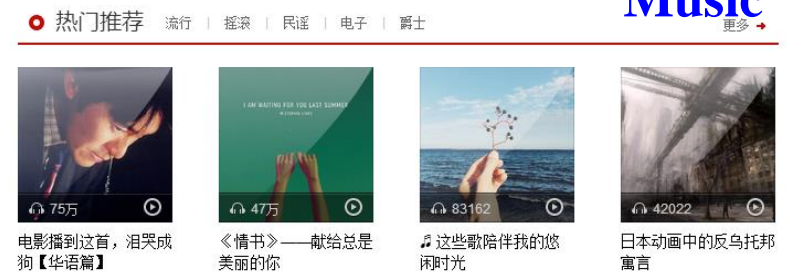 Music
热门推荐 流行 | 摇滚 | 民谣 | 电子 | 爵士 更多
I AM WAITING FOR YOU LAST SUMMER
75万 47万 83162 42022
电影播到这首，泪哭成 《情书》——献给总是 ♫ 这些歌陪伴我的悠 日本动画中的反乌托邦
狗【华语篇】 美丽的你 闲时光 寓言